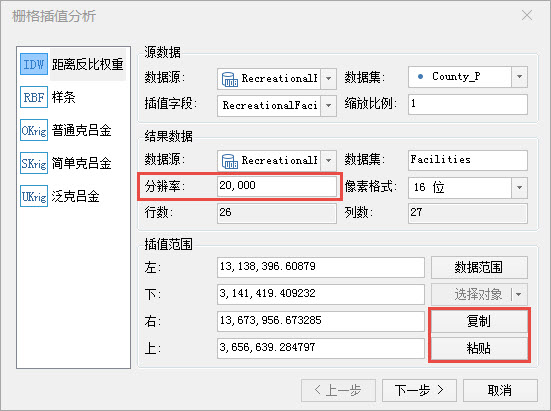 栅格插值分析
IDW 距离反比权重
RBF 样条
OKrig 普通克吕金
SKrig 简单克吕金
UKrig 泛克吕金
源数据
数据源: RecreationalF 数据集: County_P
插值字段: RecreationalFaci 缩放比例: 1
结果数据
数据源: RecreationalF 数据集: Facilities
分辨率: 20,000 像素格式: 16 位
行数: 26 列数: 27
插值范围
左: 13,138,396.60879 数据范围
下: 3,141,419.409232 选择对象
右: 13,673,956.673285 复制
上: 3,656,639.284797 粘贴
<上一步 下一步 > 取消